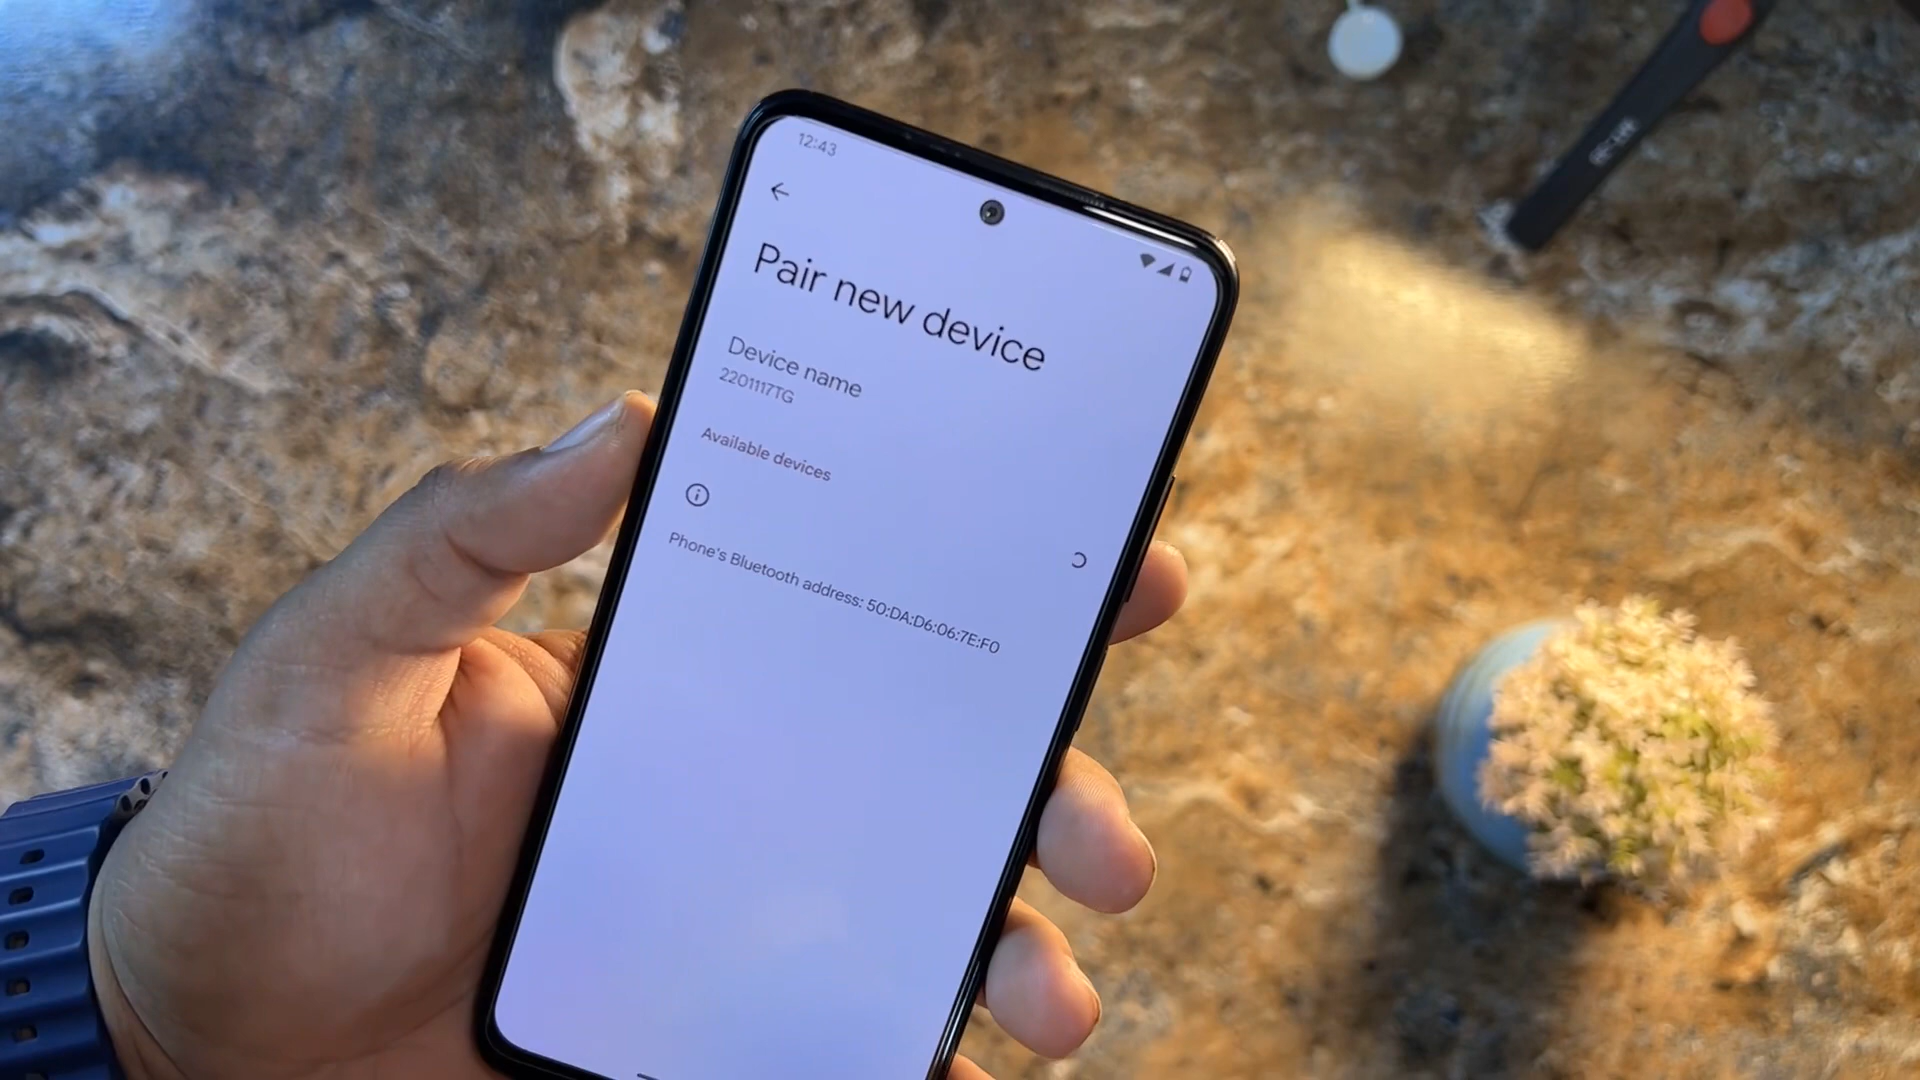 12:43
Pair new device
Device name
2201117TG
Available devices
Phone's Bluetooth address: 50:DA:D6:06:7E:F0